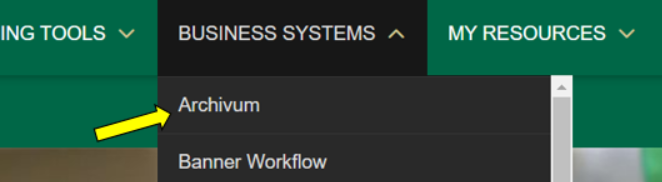 ING TOOLS BUSINESS SYSTEMS MY RESOURCES
Archivum
Banner Workflow